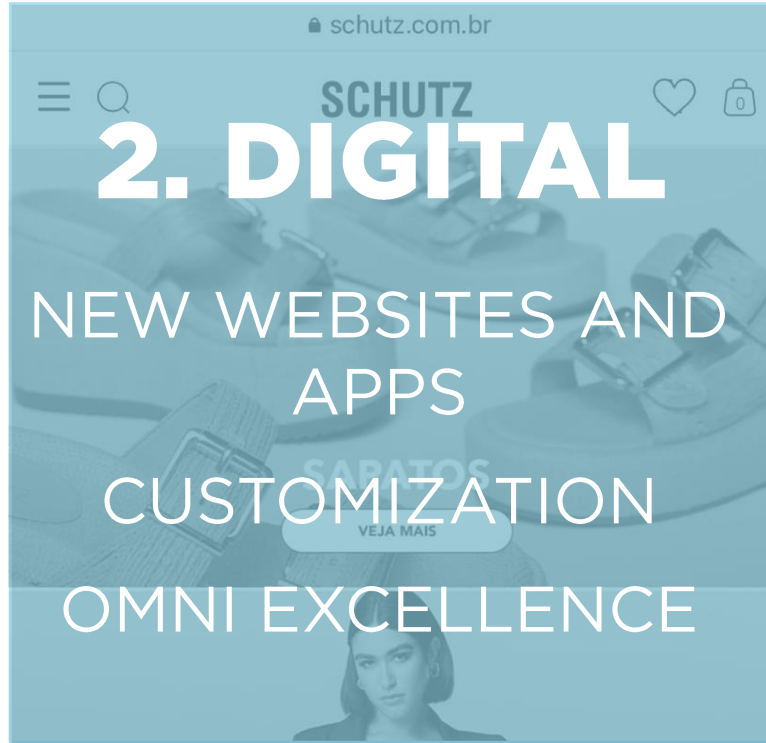 schutz.com.br
SCHUTZ
0
2. DIGITAL
NEW WEBSITES AND
APPS
SAPATOS
CUSTOMIZATION
VEJA MAIS
OMNI EXCELLENCE